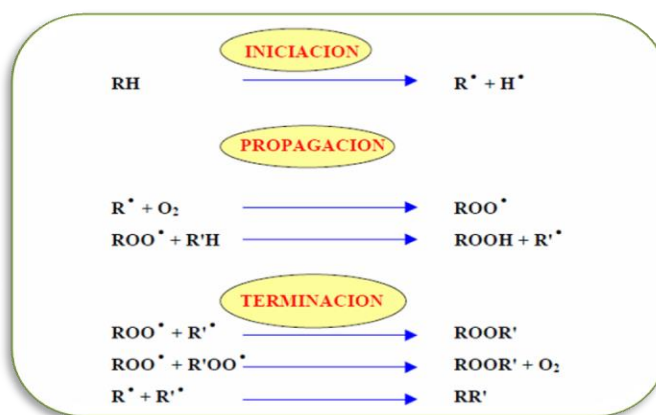 INICIACION
RH R• + H•
PROPAGACION
R• + O₂ ROO•
ROO• + R'H ROOH + R'•
TERMINACION
ROO• + R'• ROOR'
ROO• + R'OO• ROOR' + O₂
R• + R'• RR'